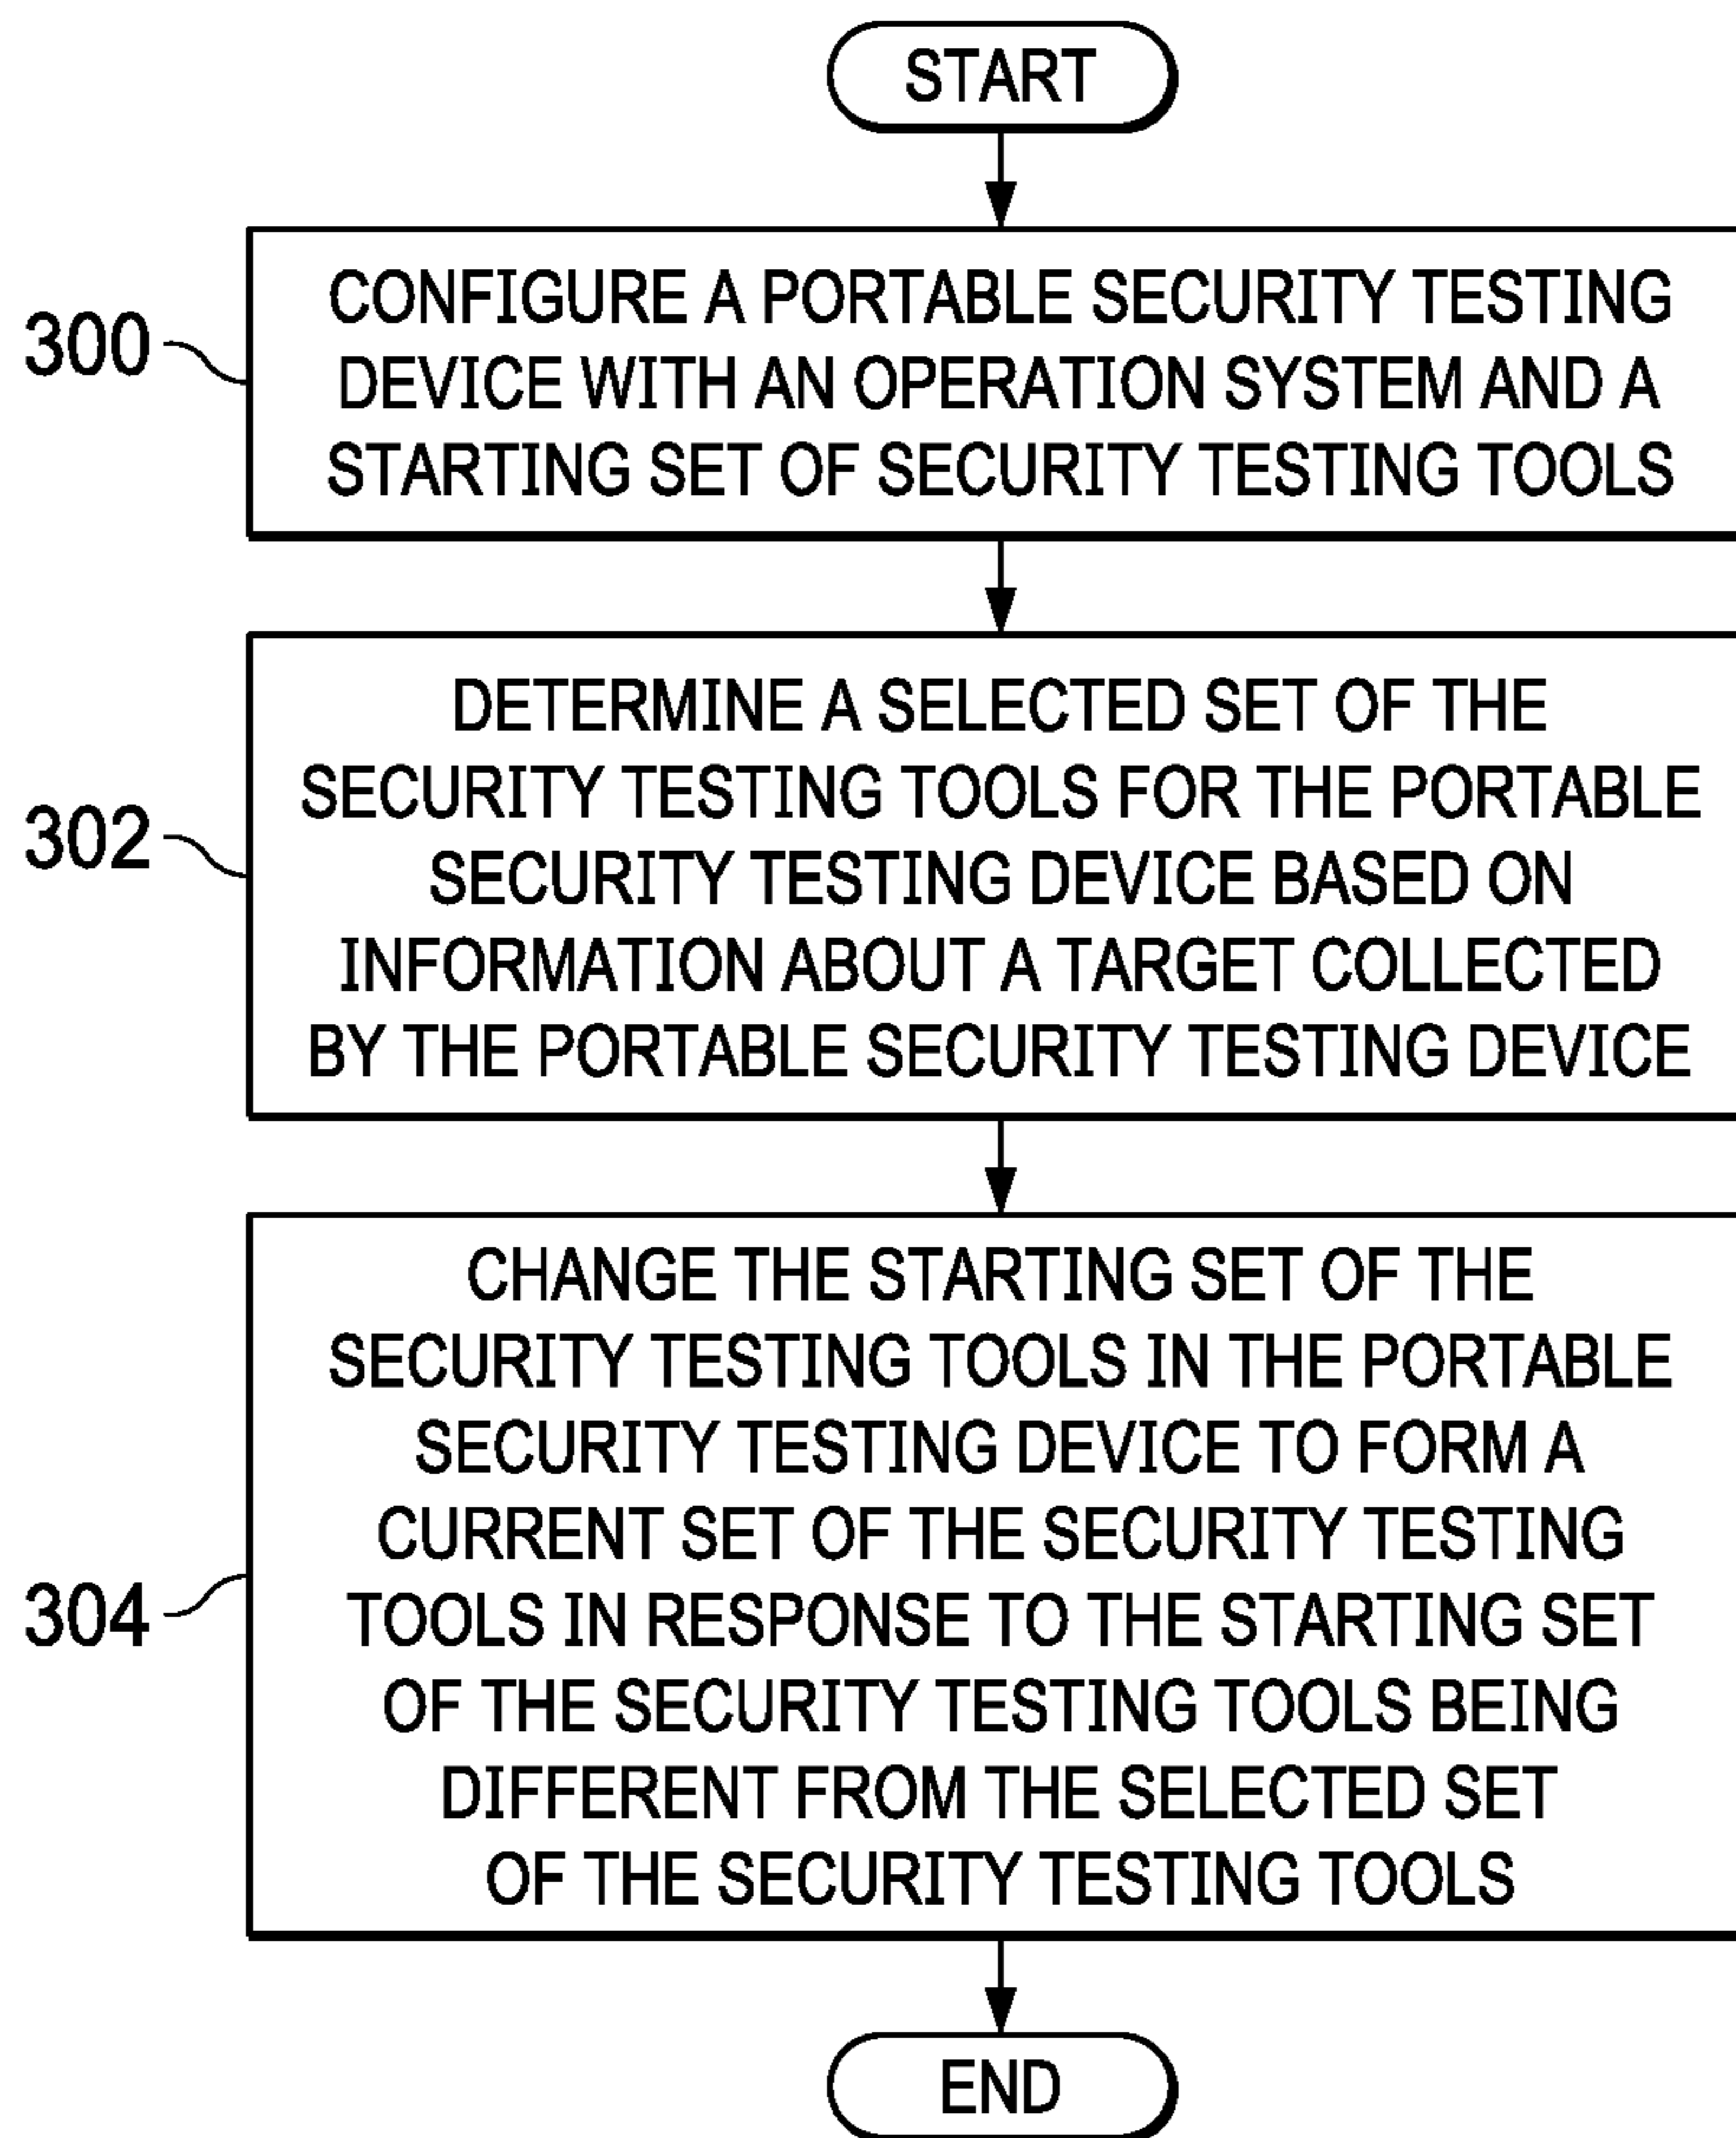 START
300
CONFIGURE A PORTABLE SECURITY TESTING
DEVICE WITH AN OPERATION SYSTEM AND A
STARTING SET OF SECURITY TESTING TOOLS
302
DETERMINE A SELECTED SET OF THE
SECURITY TESTING TOOLS FOR THE PORTABLE
SECURITY TESTING DEVICE BASED ON
INFORMATION ABOUT A TARGET COLLECTED
BY THE PORTABLE SECURITY TESTING DEVICE
304
CHANGE THE STARTING SET OF THE
SECURITY TESTING TOOLS IN THE PORTABLE
SECURITY TESTING DEVICE TO FORM A
CURRENT SET OF THE SECURITY TESTING
TOOLS IN RESPONSE TO THE STARTING SET
OF THE SECURITY TESTING TOOLS BEING
DIFFERENT FROM THE SELECTED SET
OF THE SECURITY TESTING TOOLS
END